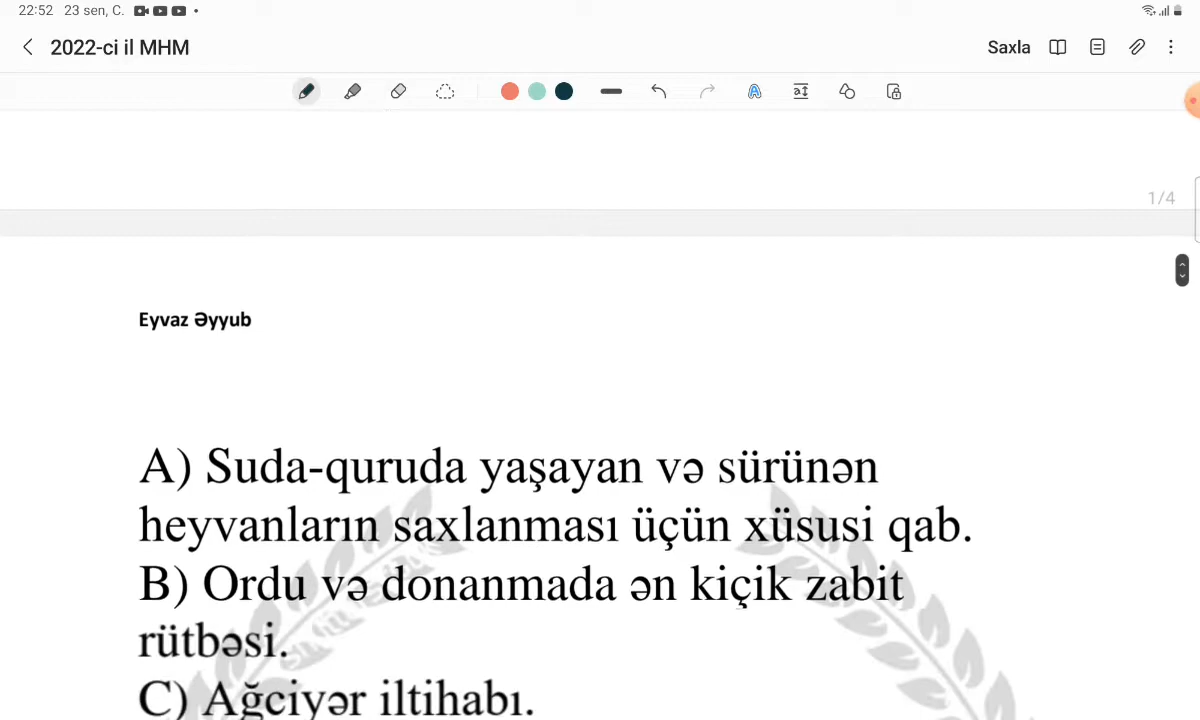 22:52 23 sen, C.
2022-ci il MHM
Saxla
1/4
Eyvaz Əyyub
A) Suda-quruda yaşayan və sürünən
heyvanların saxlanması üçün xüsusi qab.
B) Ordu və donanmada ən kiçik zabit
rütbəsi.
C) Ağciyər iltihabı.